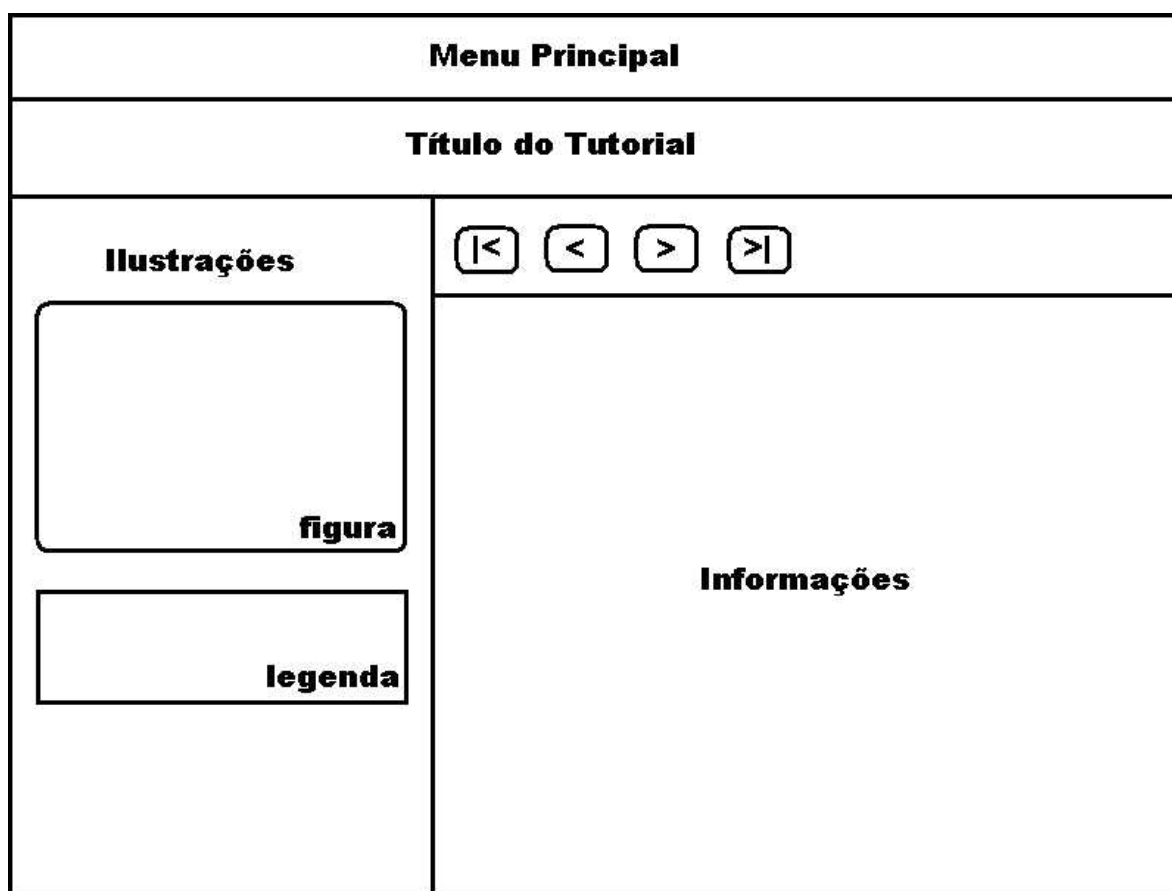 Menu Principal
Título do Tutorial
Ilustrações
|< < > >|
figura
legenda
Informações